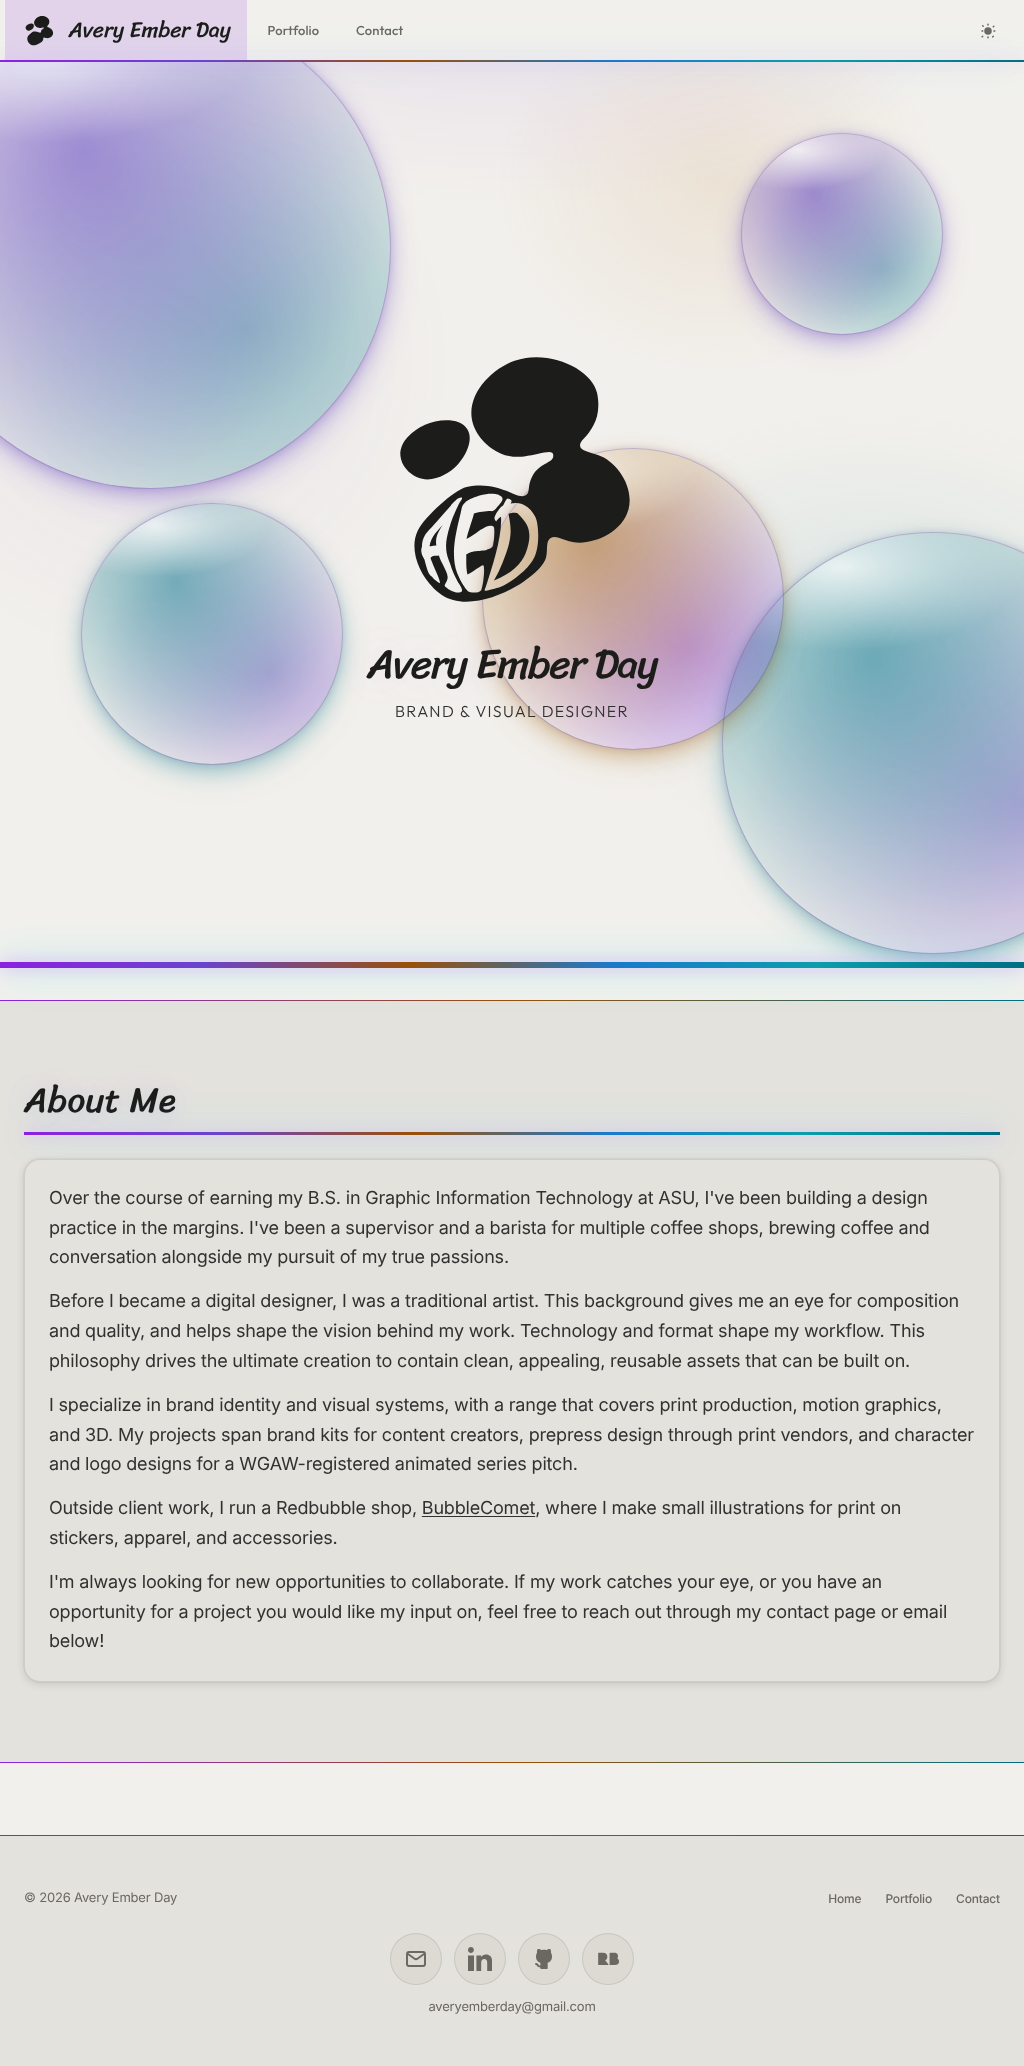 Avery Ember Day
Portfolio
Contact
AED
Avery Ember Day
BRAND & VISUAL DESIGNER
About Me
Over the course of earning my B.S. in Graphic Information Technology at ASU, I've been building a design
practice in the margins. I've been a supervisor and a barista for multiple coffee shops, brewing coffee and
conversation alongside my pursuit of my true passions.
Before I became a digital designer, I was a traditional artist. This background gives me an eye for composition
and quality, and helps shape the vision behind my work. Technology and format shape my workflow. This
philosophy drives the ultimate creation to contain clean, appealing, reusable assets that can be built on.
I specialize in brand identity and visual systems, with a range that covers print production, motion graphics,
and 3D. My projects span brand kits for content creators, prepress design through print vendors, and character
and logo designs for a WGAW-registered animated series pitch.
Outside client work, I run a Redbubble shop, BubbleComet, where I make small illustrations for print on
stickers, apparel, and accessories.
I'm always looking for new opportunities to collaborate. If my work catches your eye, or you have an
opportunity for a project you would like my input on, feel free to reach out through my contact page or email
below!
© 2026 Avery Ember Day
Home
Portfolio
Contact
in
RB
averyemberday@gmail.com